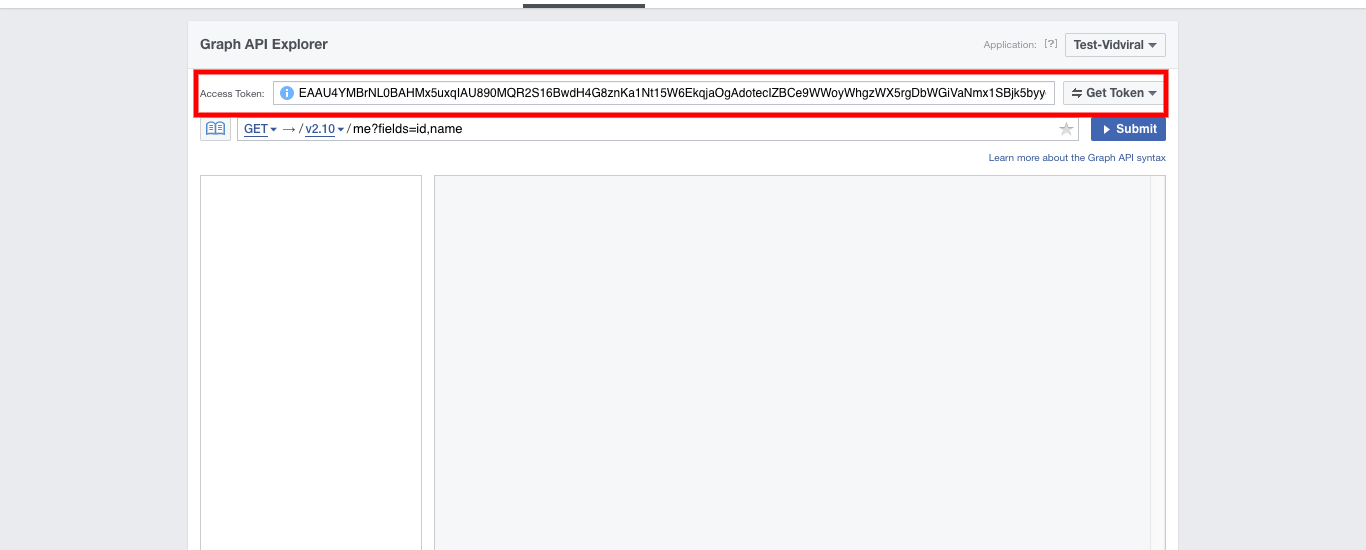 Graph API Explorer
Application: [?] Test-Vidviral
Access Token: EAAU4YMBrNL0BAHMx5uxqIAU890MQR2S16BwdH4G8znKa1Nt15W6EkqjaOgAdotecIZBCe9WWoyWhgzWX5rgDbWGiVaNmx1SBjk5byy Get Token
GET → / v2.10 / me?fields=id,name Submit
Learn more about the Graph API syntax